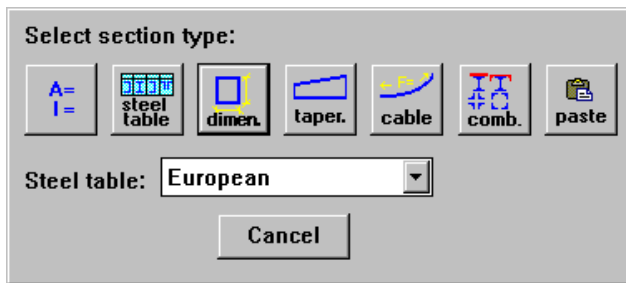 Select section type:
A=
I =
steel
table
dimen.
taper.
F=
cable
comb.
paste
Steel table: European
Cancel